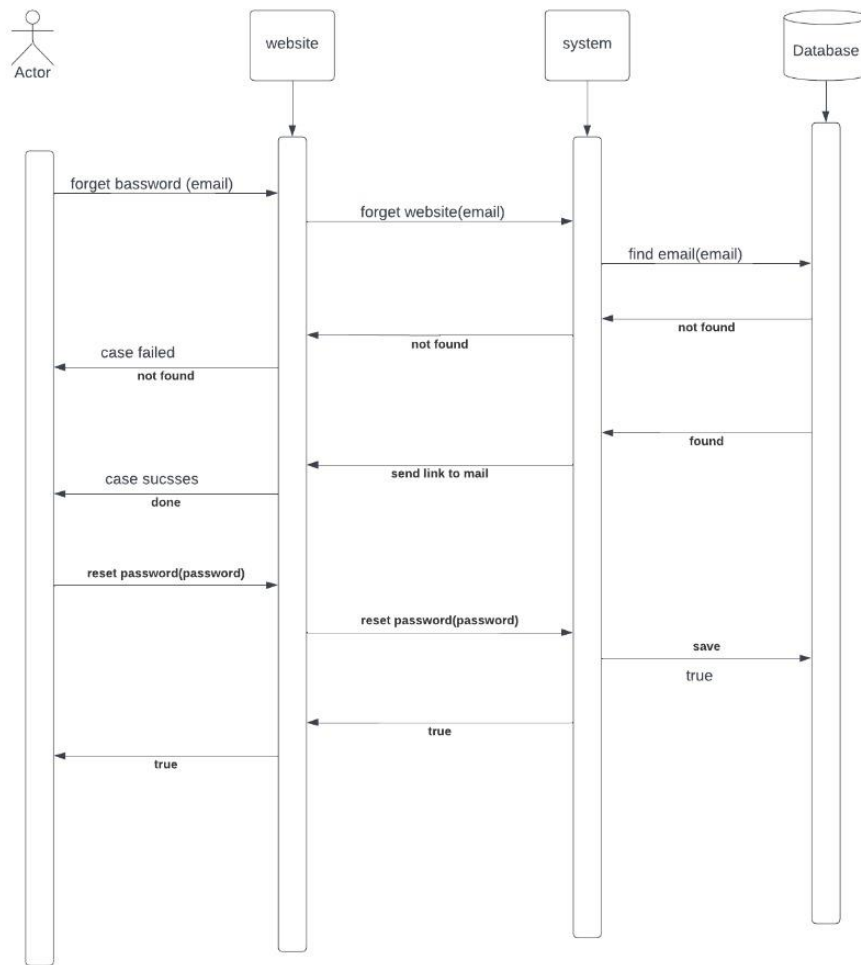 website
system
Database
Actor
forget bassword (email)
forget website(email)
find email(email)
not found
not found
case failed
not found
found
send link to mail
case sucsses
done
reset password(password)
reset password(password)
save
true
true
true